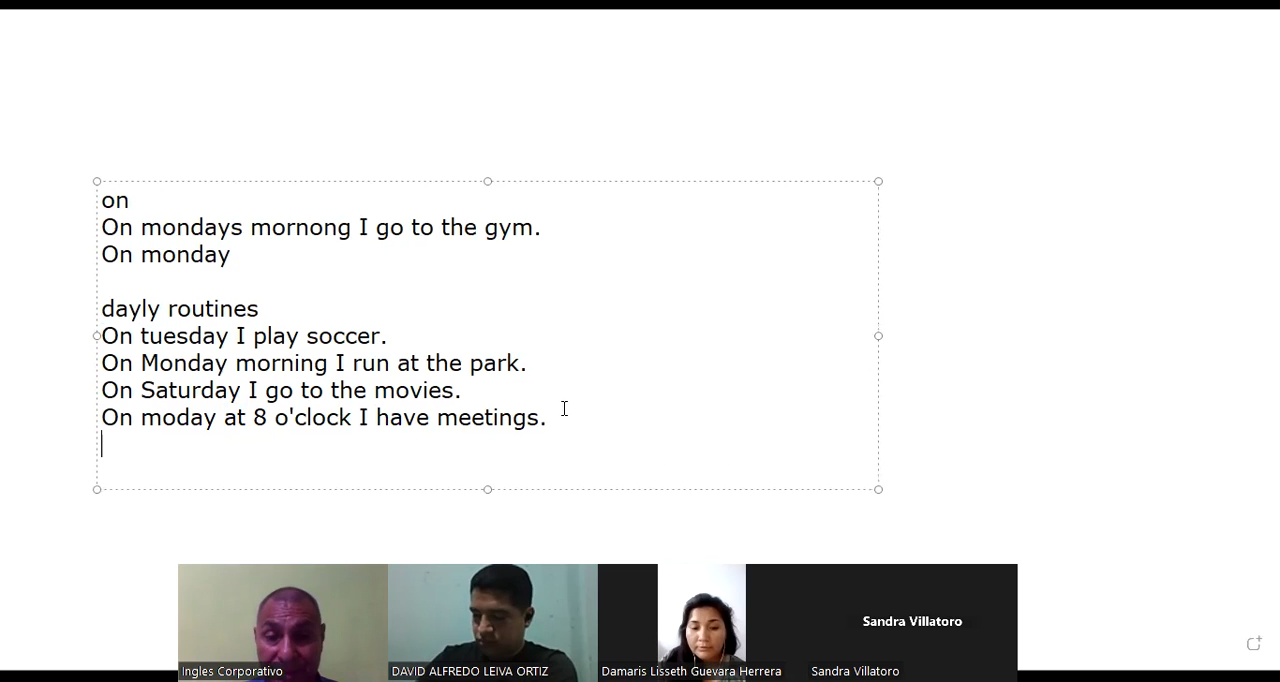 on
On mondays mornong I go to the gym.
On monday
dayly routines
On tuesday I play soccer.
On Monday morning I run at the park.
On Saturday I go to the movies.
On moday at 8 o'clock I have meetings.
Sandra Villatoro
Ingles Corporativo
DAVID ALFREDO LEIVA ORTIZ
Damaris Lisseth Guevara Herrera
Sandra Villatoro